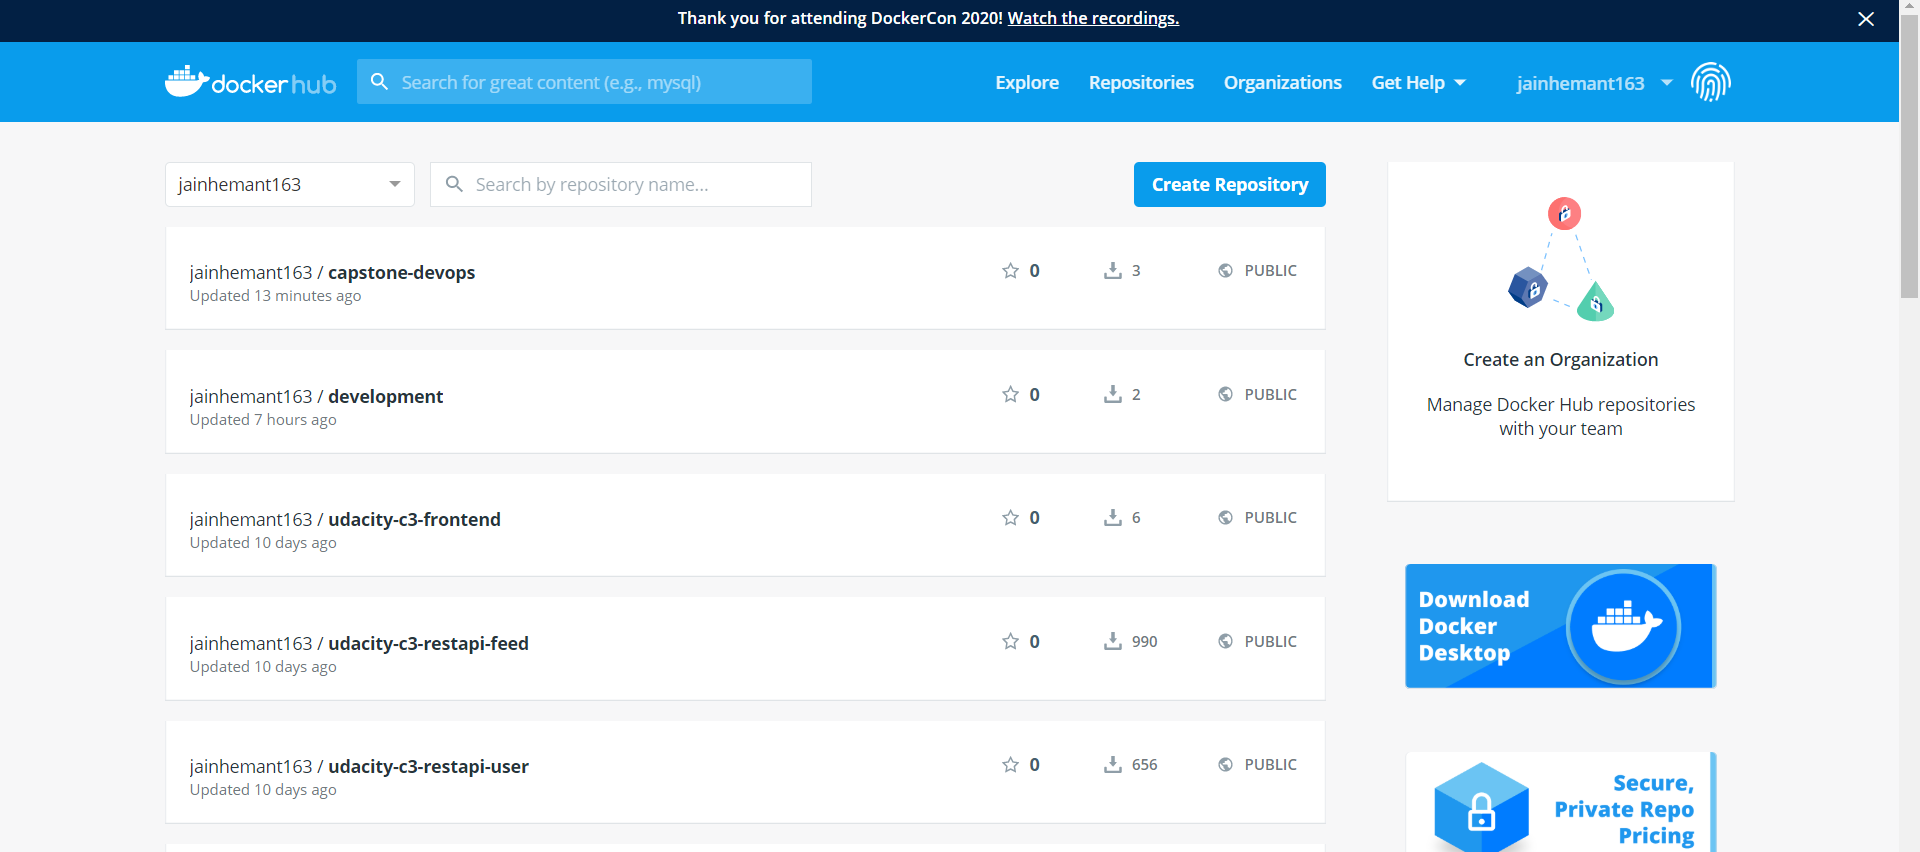 Thank you for attending DockerCon 2020! Watch the recordings.
docker hub
Search for great content (e.g., mysql)
Explore
Repositories
Organizations
Get Help
jainhemant163
jainhemant163
Search by repository name...
Create Repository
jainhemant163 / capstone-devops
Updated 13 minutes ago
0
3
PUBLIC
jainhemant163 / development
Updated 7 hours ago
0
2
PUBLIC
jainhemant163 / udacity-c3-frontend
Updated 10 days ago
0
6
PUBLIC
jainhemant163 / udacity-c3-restapi-feed
Updated 10 days ago
0
990
PUBLIC
jainhemant163 / udacity-c3-restapi-user
Updated 10 days ago
0
656
PUBLIC
Create an Organization
Manage Docker Hub repositories
with your team
Download
Docker
Desktop
Secure,
Private Repo
Pricing